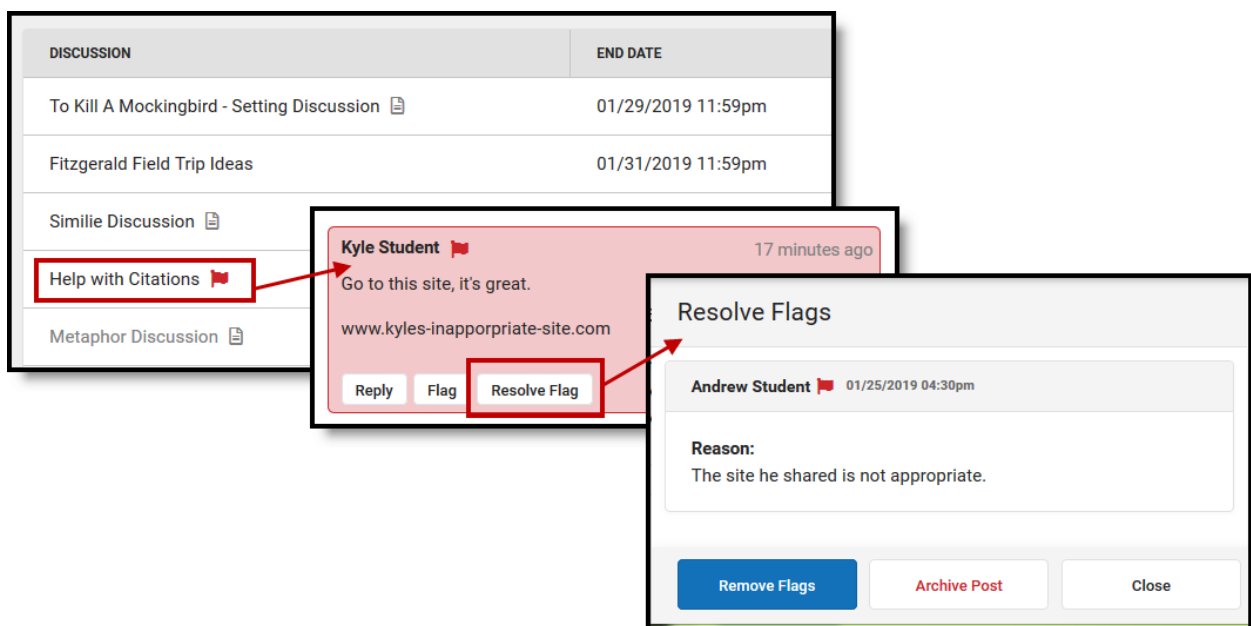 DISCUSSION END DATE
To Kill A Mockingbird - Setting Discussion 01/29/2019 11:59pm
Fitzgerald Field Trip Ideas 01/31/2019 11:59pm
Similie Discussion
Help with Citations
Metaphor Discussion
Kyle Student 17 minutes ago
Go to this site, it's great.
www.kyles-inapporpriate-site.com
Reply Flag Resolve Flag
Resolve Flags
Andrew Student 01/25/2019 04:30pm
Reason:
The site he shared is not appropriate.
Remove Flags Archive Post Close